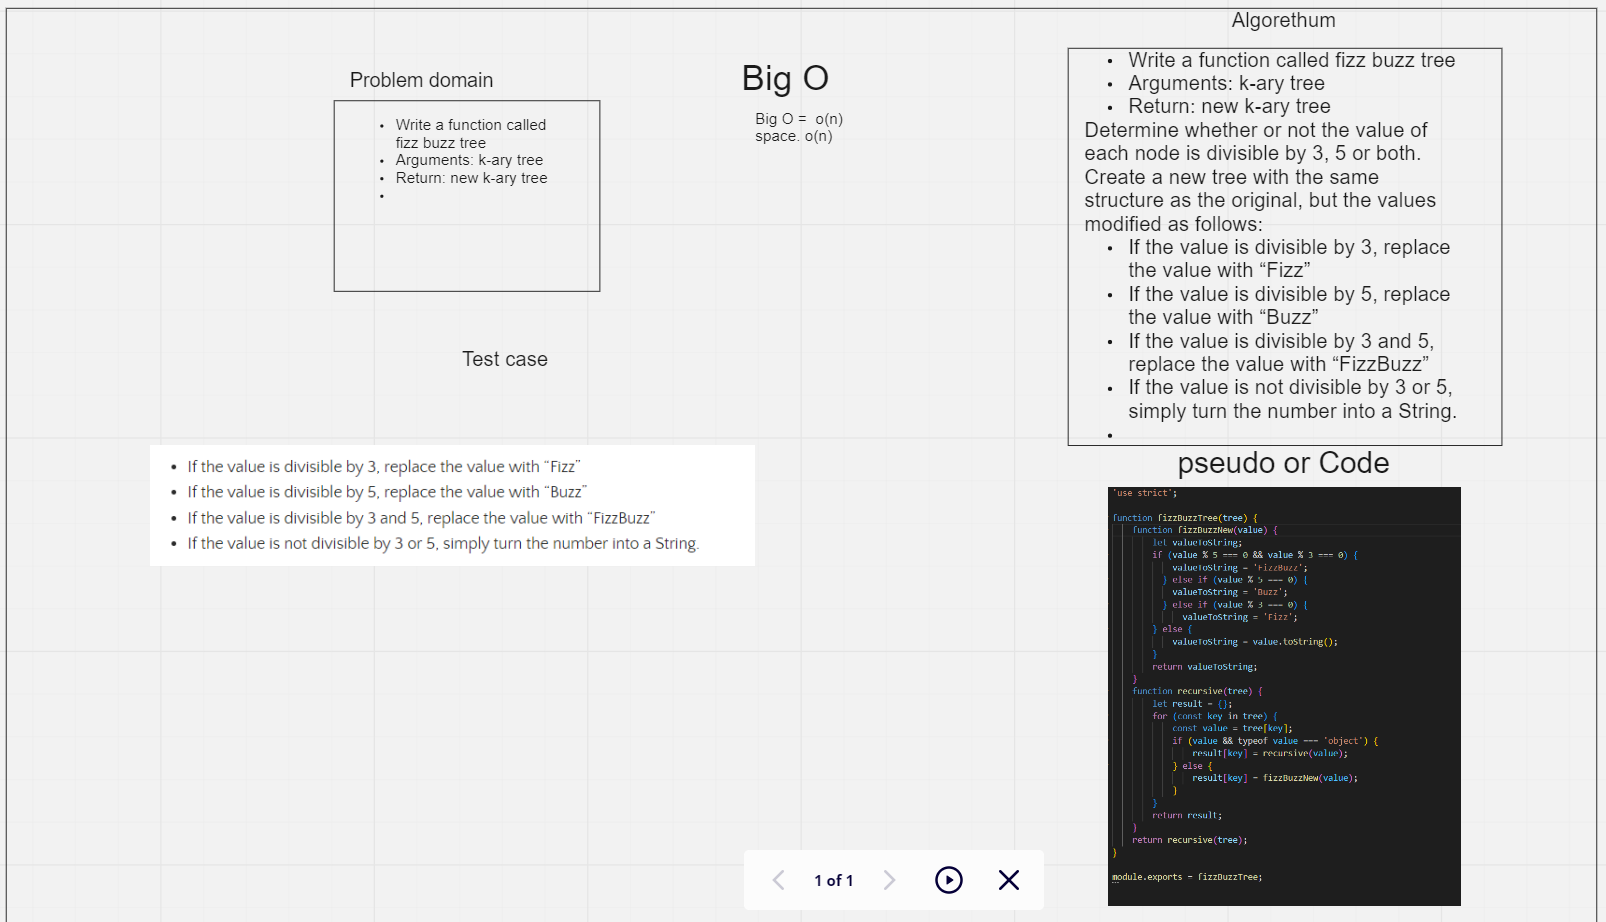 Problem domain
• Write a function called
fizz buzz tree
• Arguments: k-ary tree
• Return: new k-ary tree
•
Big O
Big O =  o(n)
space. o(n)
Algorethum
• Write a function called fizz buzz tree
• Arguments: k-ary tree
• Return: new k-ary tree
Determine whether or not the value of
each node is divisible by 3, 5 or both.
Create a new tree with the same
structure as the original, but the values
modified as follows:
• If the value is divisible by 3, replace
the value with “Fizz”
• If the value is divisible by 5, replace
the value with “Buzz”
• If the value is divisible by 3 and 5,
replace the value with “FizzBuzz”
• If the value is not divisible by 3 or 5,
simply turn the number into a String.
•
Test case
• If the value is divisible by 3, replace the value with “Fizz”
• If the value is divisible by 5, replace the value with “Buzz”
• If the value is divisible by 3 and 5, replace the value with “FizzBuzz”
• If the value is not divisible by 3 or 5, simply turn the number into a String.
pseudo or Code
'use strict';
function fizzBuzzTree(tree) {
function fizzBuzzNew(value) {
let valueToString;
if (value % 5 === 0 && value % 3 === 0) {
valueToString = 'FizzBuzz';
} else if (value % 5 === 0) {
valueToString = 'Buzz';
} else if (value % 3 === 0) {
valueToString = 'Fizz';
} else {
valueToString = value.toString();
}
return valueToString;
}
function recursive(tree) {
let result = {};
for (const key in tree) {
const value = tree[key];
if (value && typeof value === 'object') {
result[key] = recursive(value);
} else {
result[key] = fizzBuzzNew(value);
}
}
return result;
}
return recursive(tree);
}
module.exports = fizzBuzzTree;
1 of 1